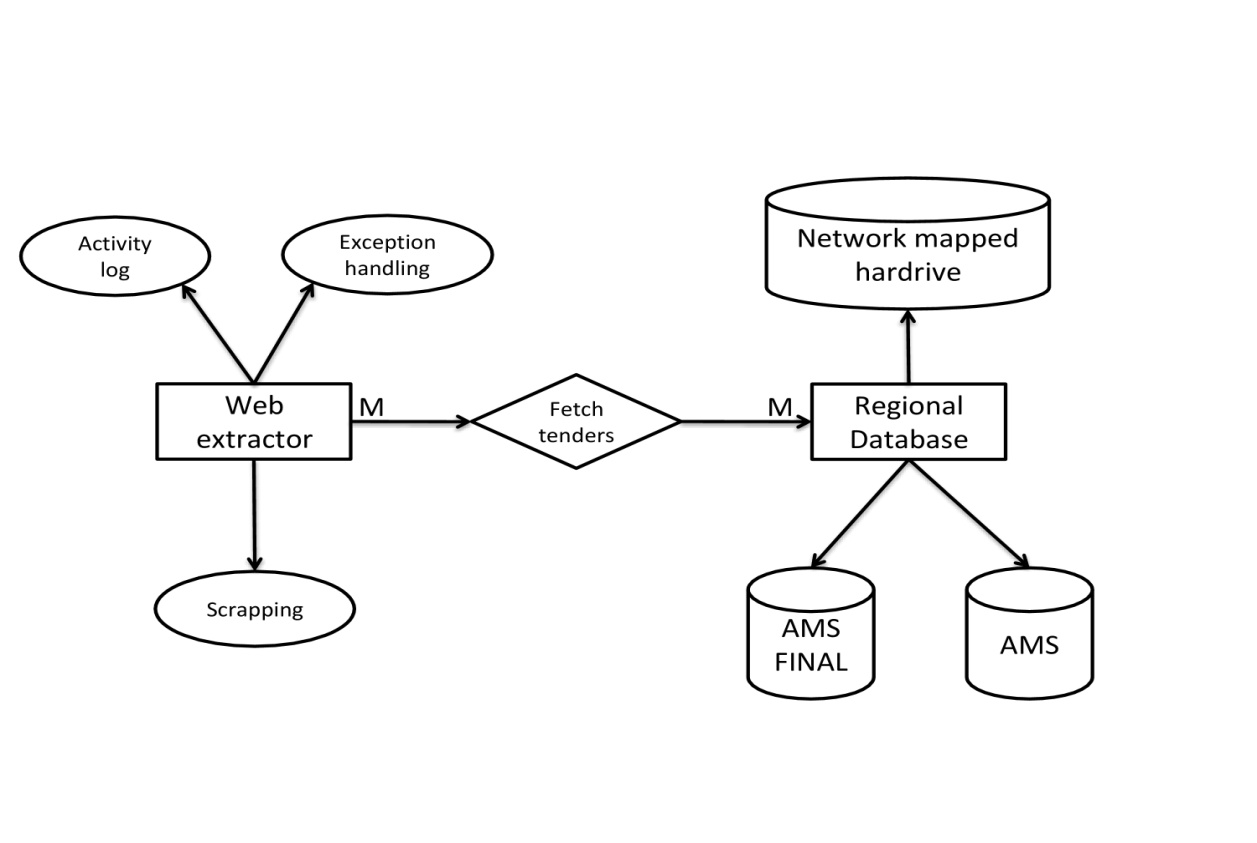 Activity
log
Exception
handling
Network mapped
hardrive
Web
extractor
M
Fetch
tenders
M
Regional
Database
Scrapping
AMS
FINAL
AMS